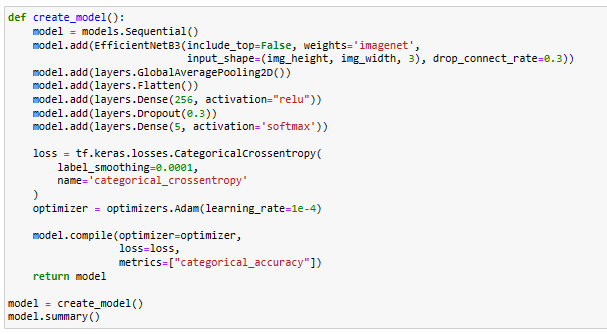 def create_model():
    model = models.Sequential()
    model.add(EfficientNetB3(include_top=False, weights='imagenet',
                             input_shape=(img_height, img_width, 3), drop_connect_rate=0.3))
    model.add(layers.GlobalAveragePooling2D())
    model.add(layers.Flatten())
    model.add(layers.Dense(256, activation="relu"))
    model.add(layers.Dropout(0.3))
    model.add(layers.Dense(5, activation='softmax'))

    loss = tf.keras.losses.CategoricalCrossentropy(
        label_smoothing=0.0001,
        name='categorical_crossentropy'
    )
    optimizer = optimizers.Adam(learning_rate=1e-4)

    model.compile(optimizer=optimizer,
                  loss=loss,
                  metrics=["categorical_accuracy"])
    return model

model = create_model()
model.summary()